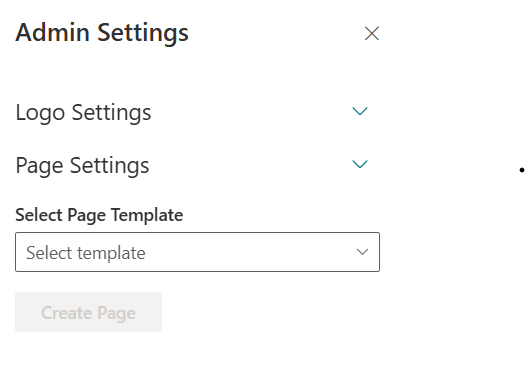 Admin Settings
Logo Settings
Page Settings
Select Page Template
Select template
Create Page